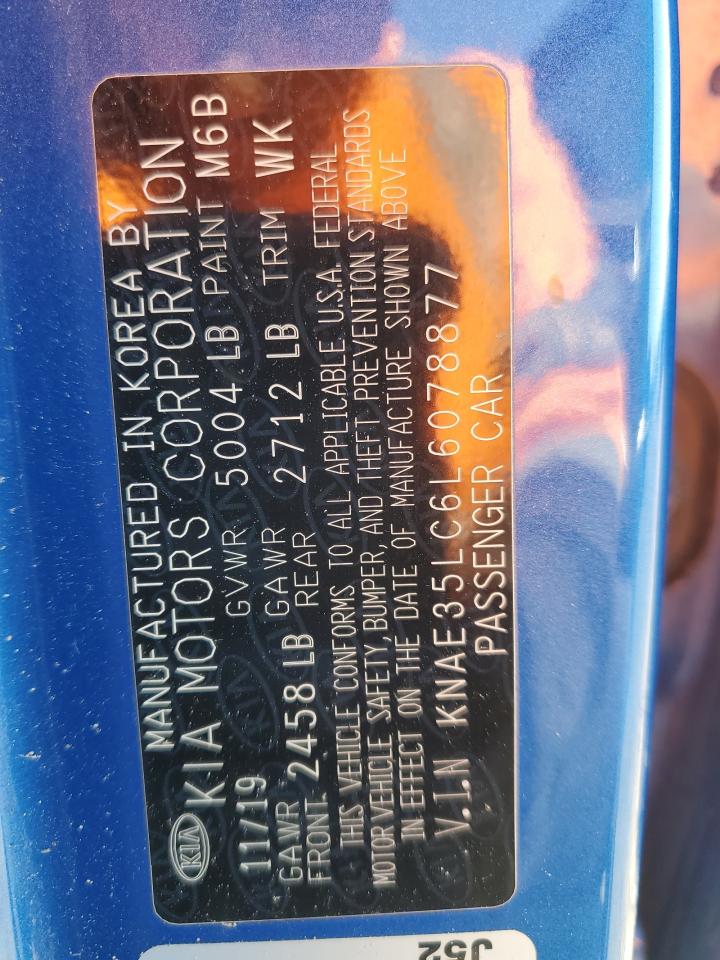 MANUFACTURED IN KOREA BY
KIA KIA MOTORS CORPORATION
11/19 GVWR 5004 LB PAINT M6B
GAWR FRONT 2458 LB GAWR REAR 2712 LB TRIM WK
THIS VEHICLE CONFORMS TO ALL APPLICABLE U.S.A. FEDERAL
MOTOR VEHICLE SAFETY, BUMPER, AND THEFT PREVENTION STANDARDS
IN EFFECT ON THE DATE OF MANUFACTURE SHOWN ABOVE
V.I.N KNAE35LC6L6078877
PASSENGER CAR
J52